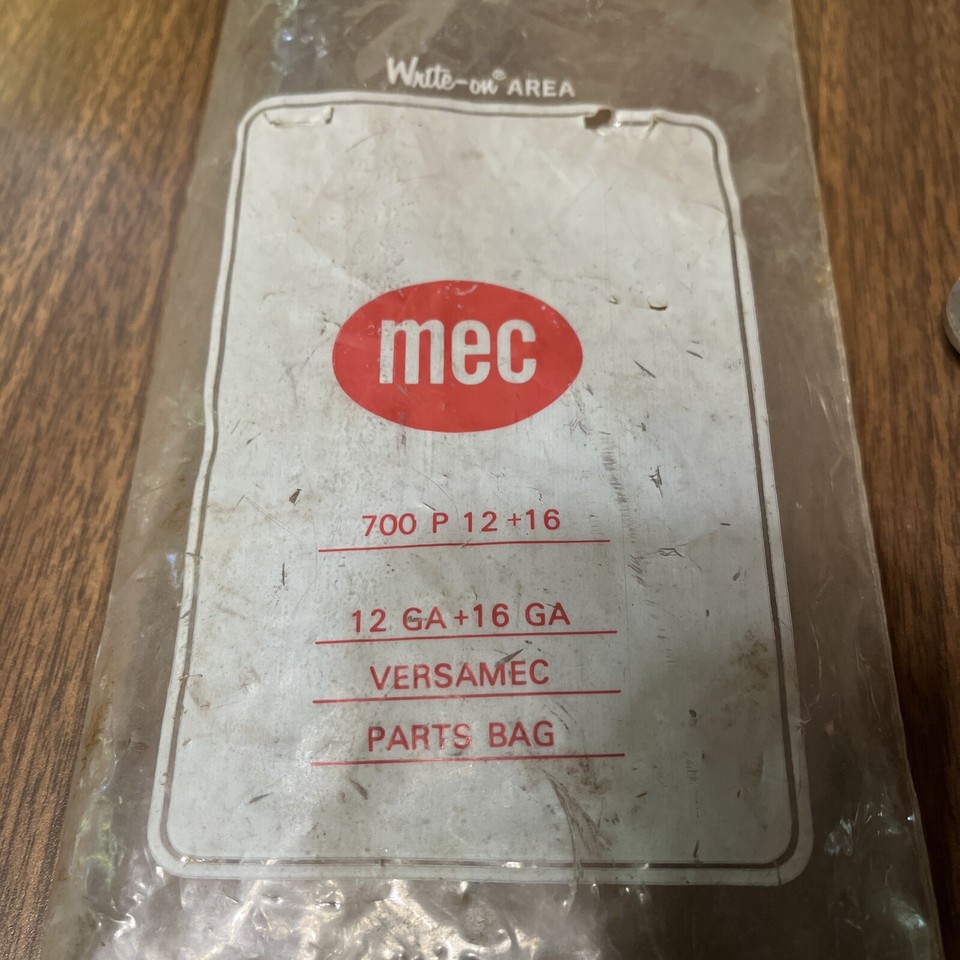 Write-on® AREA
mec
700 P 12+16
12 GA+16 GA
VERSAMEC
PARTS BAG